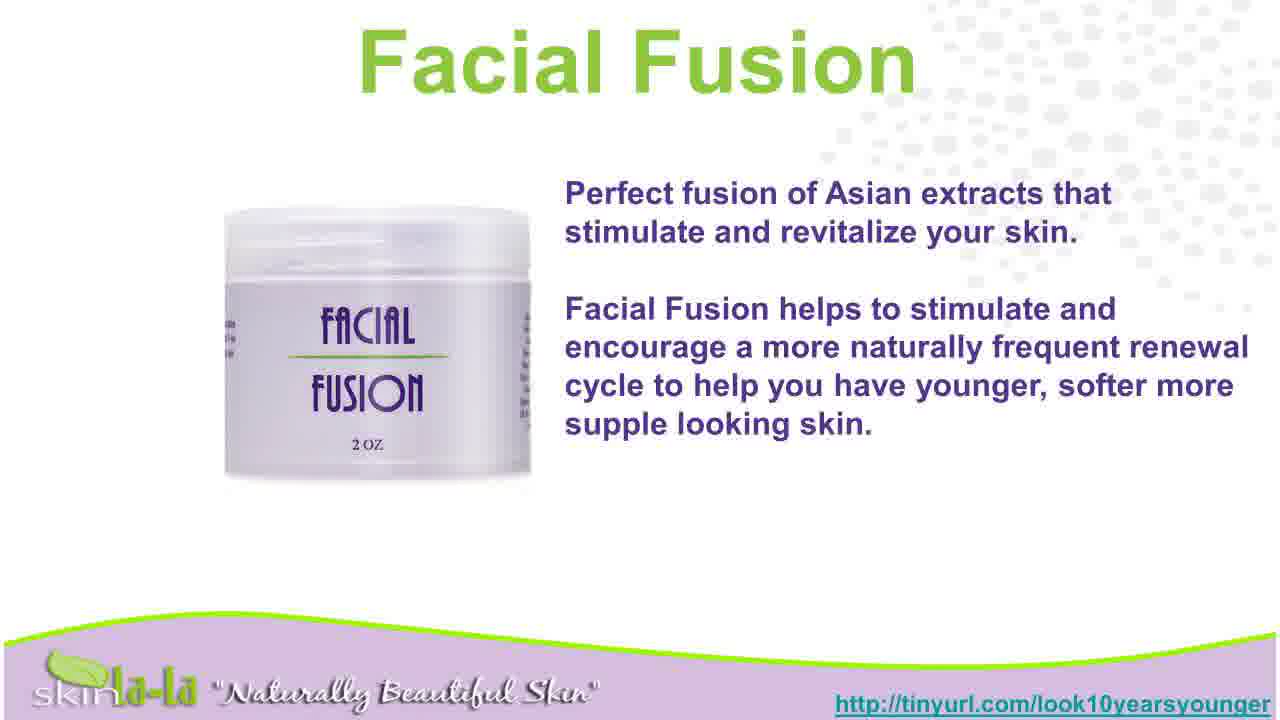 Facial Fusion
Perfect fusion of Asian extracts that
stimulate and revitalize your skin.
Facial Fusion helps to stimulate and
encourage a more naturally frequent renewal
cycle to help you have younger, softer more
supple looking skin.
FACIAL
FUSION
2 OZ
skin la-la "Naturally Beautiful Skin"
http://tinyurl.com/look10yearsyounger